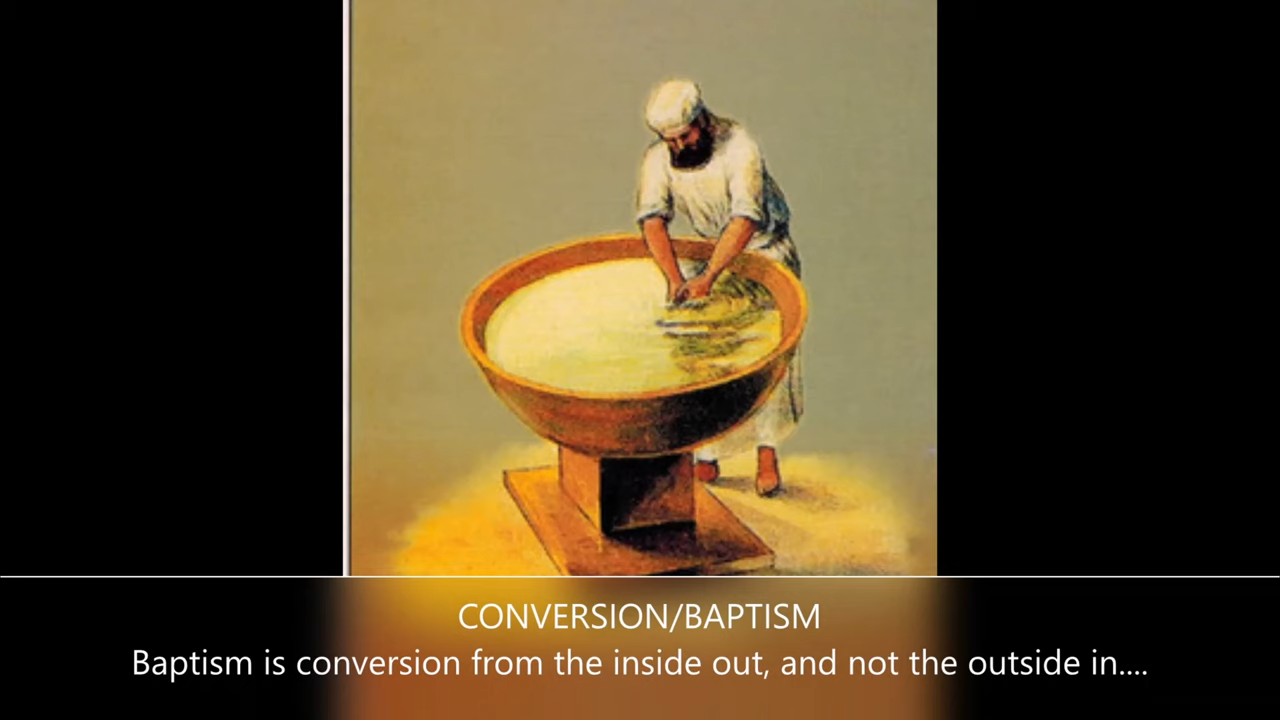 CONVERSION/BAPTISM
Baptism is conversion from the inside out, and not the outside in....